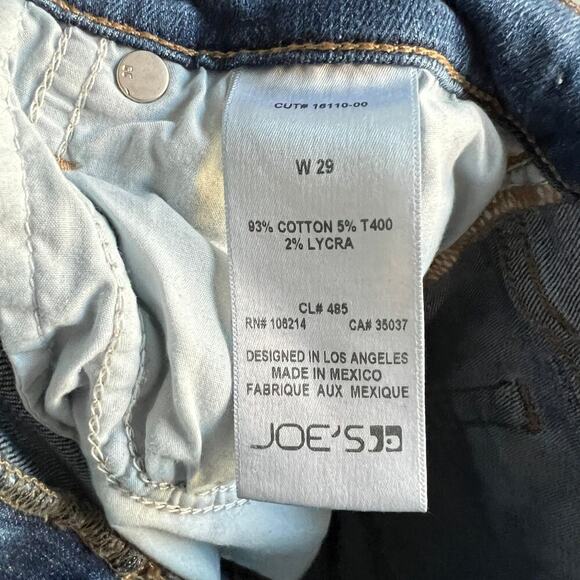 CUT# 16110-00
W 29
93% COTTON 5% T400
2% LYCRA
CL# 485
RN# 106214 CA# 35037
DESIGNED IN LOS ANGELES
MADE IN MEXICO
FABRIQUE AUX MEXIQUE
JOE'S